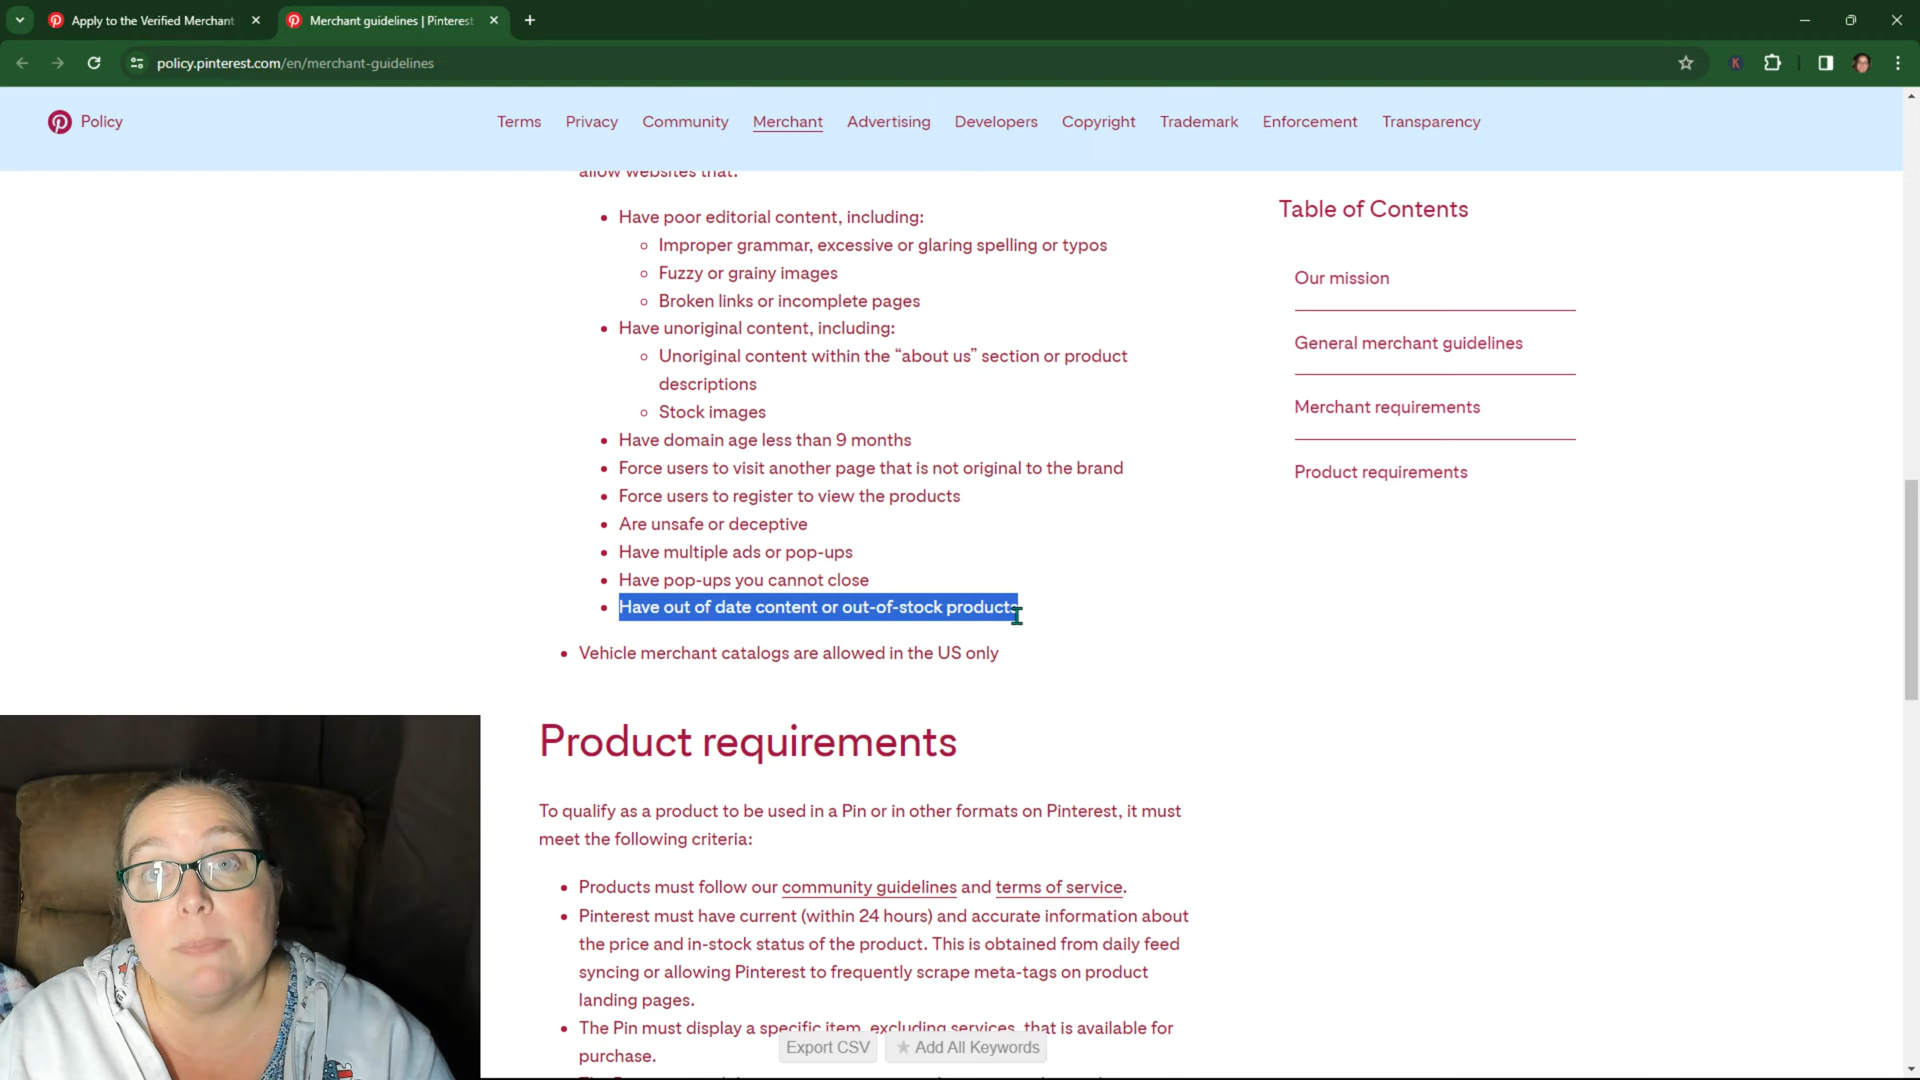 Apply to the Verified Merchant
Merchant guidelines | Pinterest
policy.pinterest.com/en/merchant-guidelines
K
Policy
Terms Privacy Community Merchant Advertising Developers Copyright Trademark Enforcement Transparency
allow websites that:
• Have poor editorial content, including:
◦ Improper grammar, excessive or glaring spelling or typos
◦ Fuzzy or grainy images
◦ Broken links or incomplete pages
• Have unoriginal content, including:
◦ Unoriginal content within the “about us” section or product
descriptions
◦ Stock images
• Have domain age less than 9 months
• Force users to visit another page that is not original to the brand
• Force users to register to view the products
• Are unsafe or deceptive
• Have multiple ads or pop-ups
• Have pop-ups you cannot close
• Have out of date content or out-of-stock products
• Vehicle merchant catalogs are allowed in the US only
Product requirements
To qualify as a product to be used in a Pin or in other formats on Pinterest, it must
meet the following criteria:
• Products must follow our community guidelines and terms of service.
• Pinterest must have current (within 24 hours) and accurate information about
the price and in-stock status of the product. This is obtained from daily feed
syncing or allowing Pinterest to frequently scrape meta-tags on product
landing pages.
• The Pin must display a specific item, excluding services, that is available for
purchase.
Table of Contents
Our mission
General merchant guidelines
Merchant requirements
Product requirements
Export CSV ★ Add All Keywords